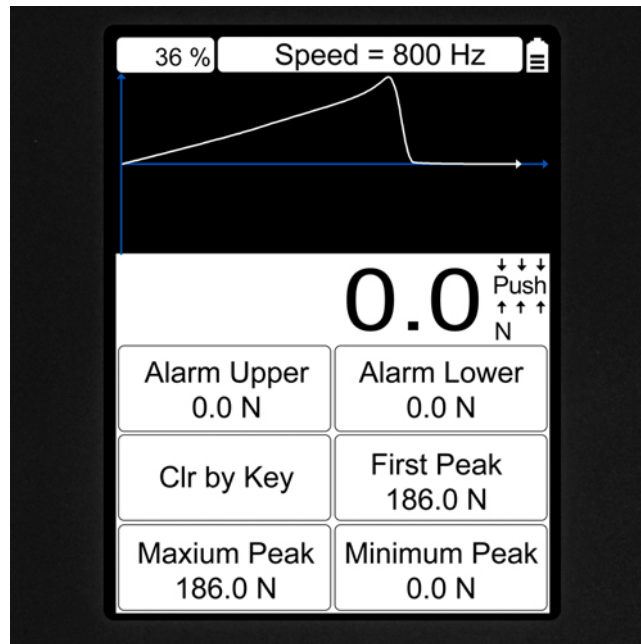 36 %
Speed = 800 Hz
0.0
Push
N
Alarm Upper
0.0 N
Alarm Lower
0.0 N
Clr by Key
First Peak
186.0 N
Maxium Peak
186.0 N
Minimum Peak
0.0 N